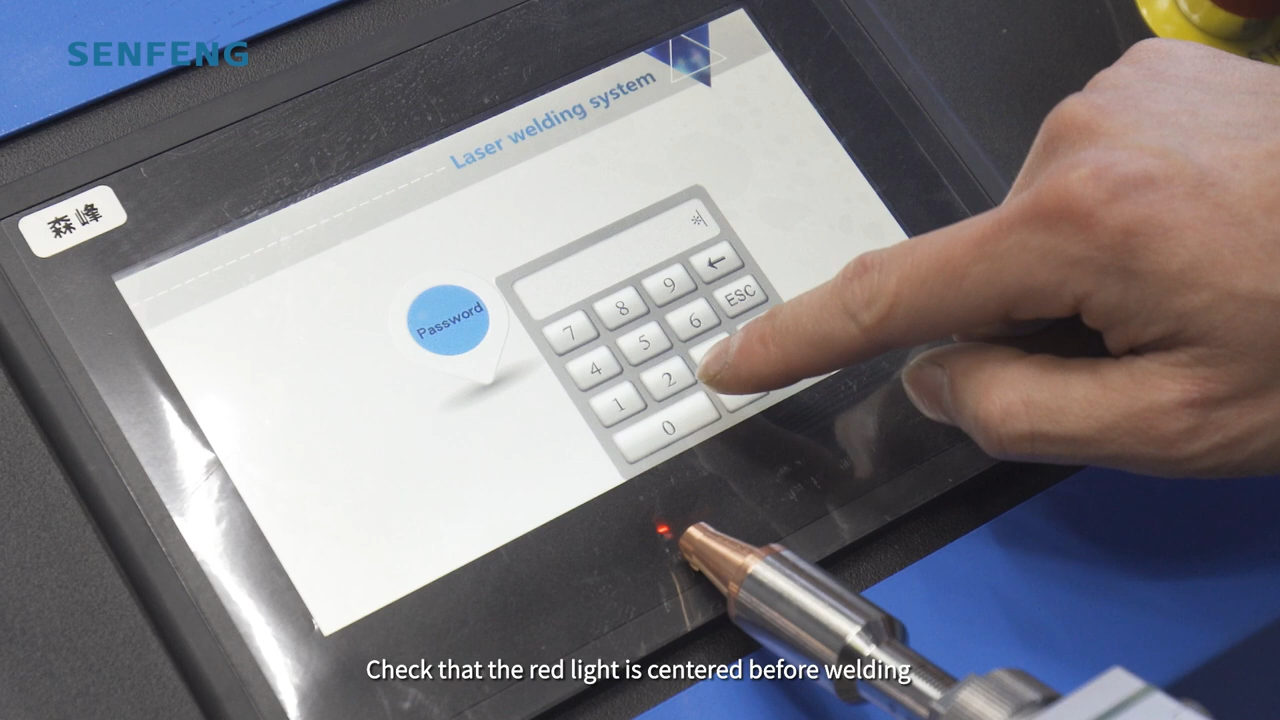 SENFENG
Laser welding system
森峰
*
Password
7 8 9 ←
4 5 6 ESC
1 2
0
Check that the red light is centered before welding